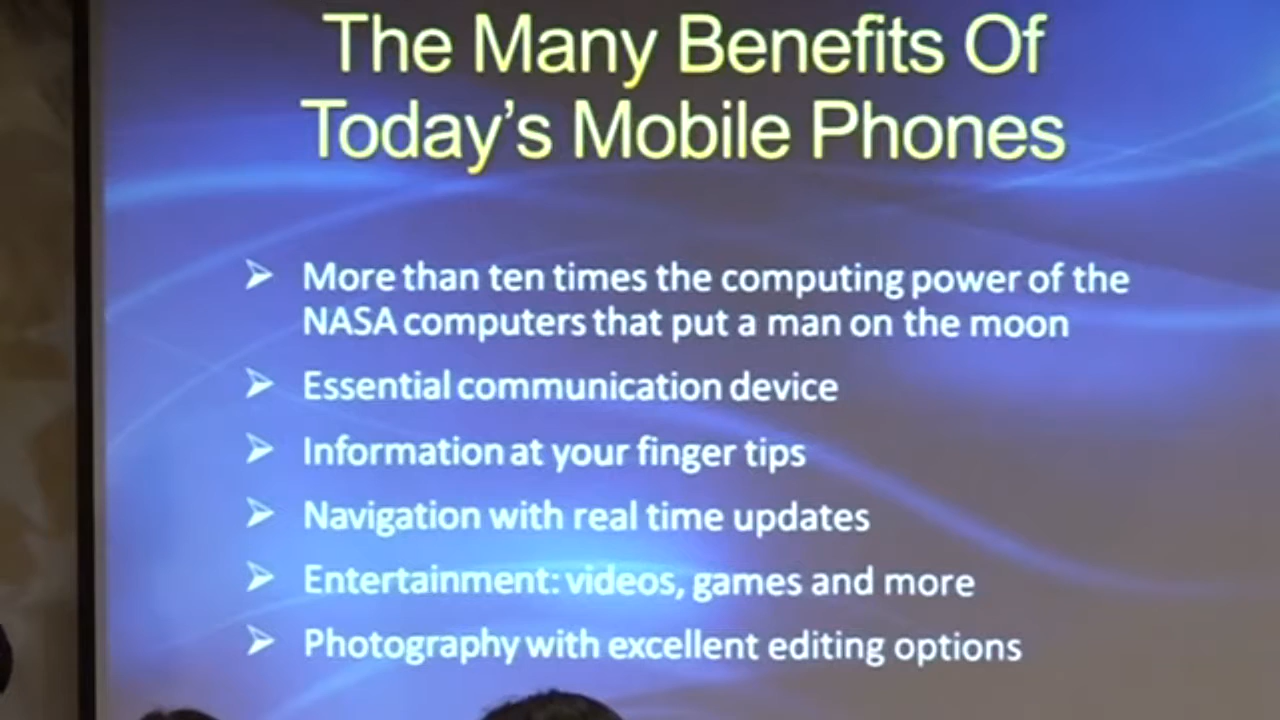 The Many Benefits Of
Today's Mobile Phones
More than ten times the computing power of the
NASA computers that put a man on the moon
Essential communication device
Information at your finger tips
Navigation with real time updates
Entertainment: videos, games and more
Photography with excellent editing options